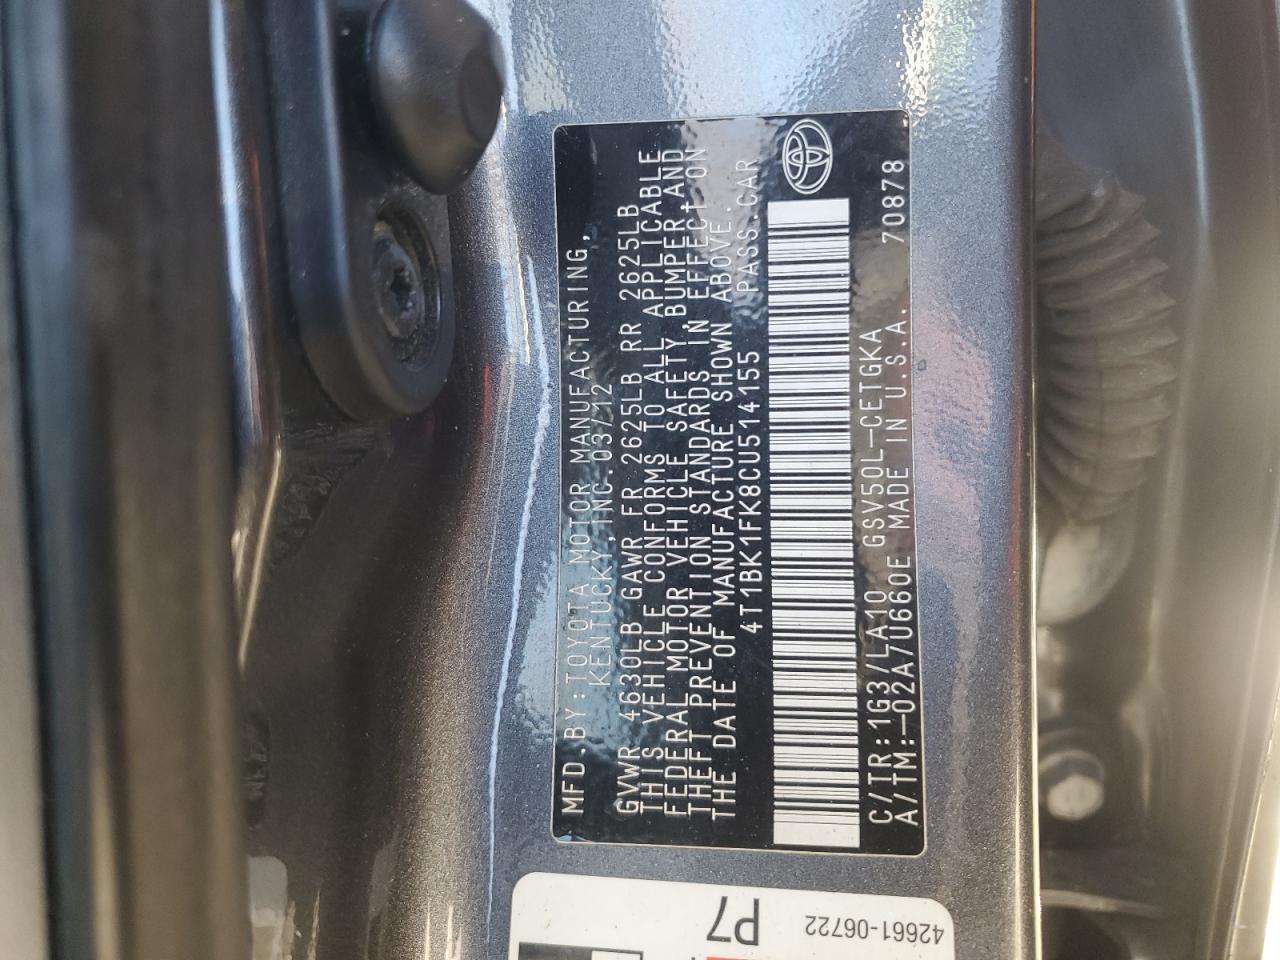 MFD.BY:TOYOTA MOTOR MANUFACTURING,
KENTUCKY,INC.03/12
GVWR 4630LB GAWR FR 2625LB RR 2625LB
THIS VEHICLE CONFORMS TO ALL APPLICABLE
FEDERAL MOTOR VEHICLE SAFETY, BUMPER,AND
THEFT PREVENTION STANDARDS IN EFFECT ON
THE DATE OF MANUFACTURE SHOWN ABOVE.
4T1BK1FK8CU514155 PASS.CAR
C/TR:1G3/LA10 GSV50L-CETGKA
A/TM:-02A/U660E MADE IN U.S.A. 70878
P7
42661-06722